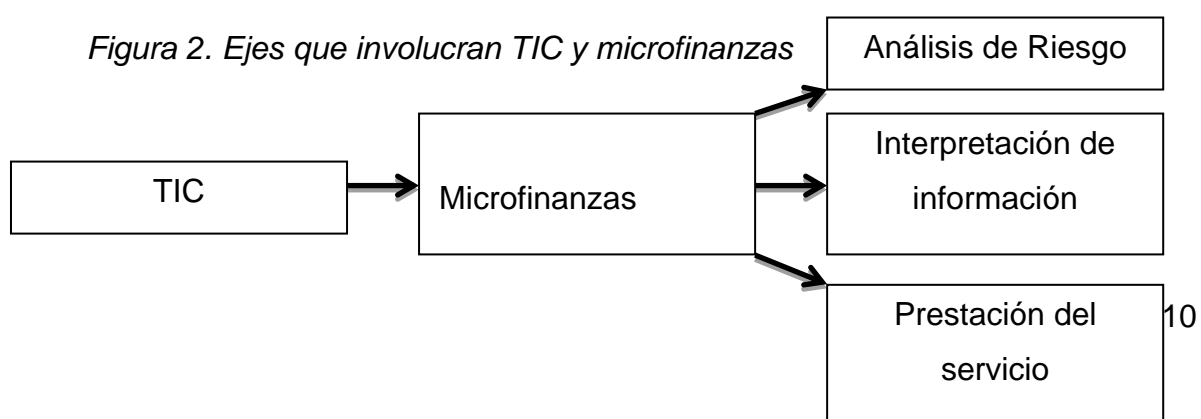 Figura 2. Ejes que involucran TIC y microfinanzas
Análisis de Riesgo
TIC
Microfinanzas
Interpretación de
información
Prestación del
servicio
10